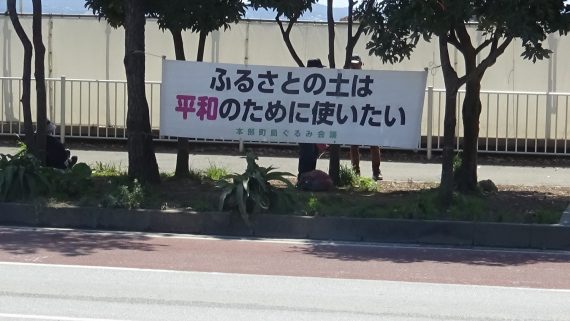 ふるさとの土は
平和のために使いたい
本部町島ぐるみ会議